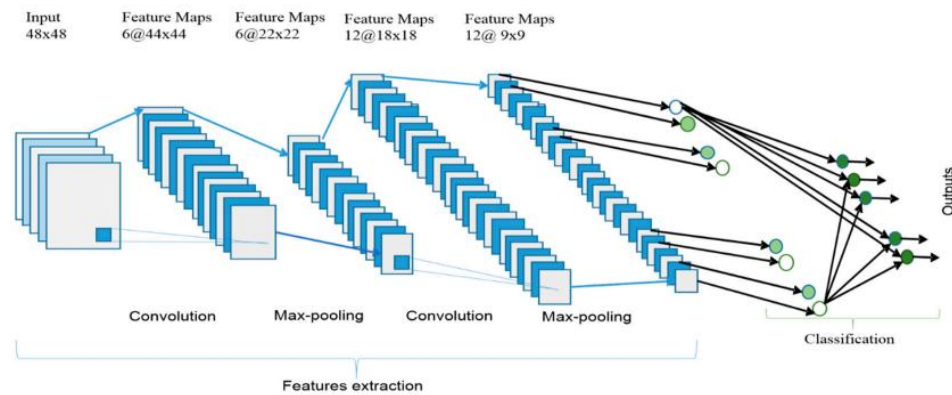 Input
48x48
Feature Maps
6@44x44
Feature Maps
6@22x22
Feature Maps
12@18x18
Feature Maps
12@ 9x9
Outputs
Convolution
Max-pooling
Convolution
Max-pooling
Classification
Features extraction